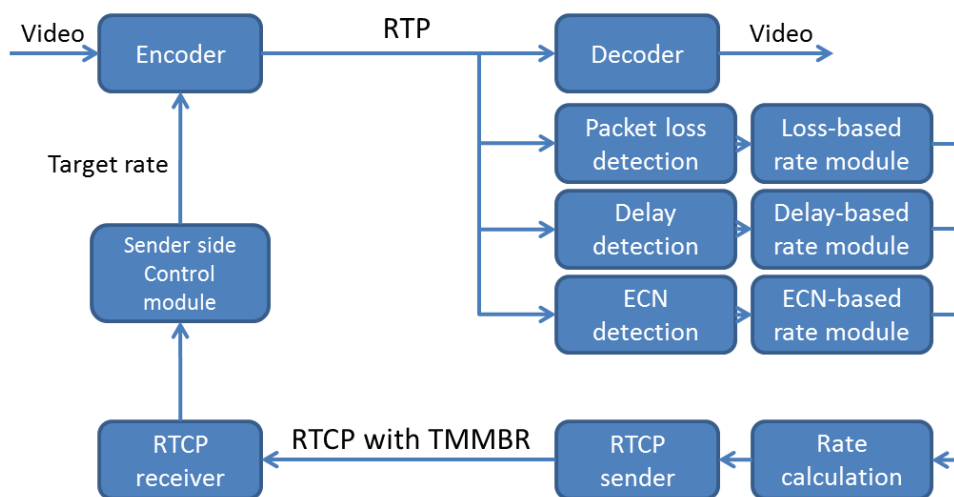 Video
Encoder
RTP
Decoder
Video
Packet loss
detection
Loss-based
rate module
Target rate
Delay
detection
Delay-based
rate module
Sender side
Control
module
ECN
detection
ECN-based
rate module
RTCP
receiver
RTCP with TMMBR
RTCP
sender
Rate
calculation